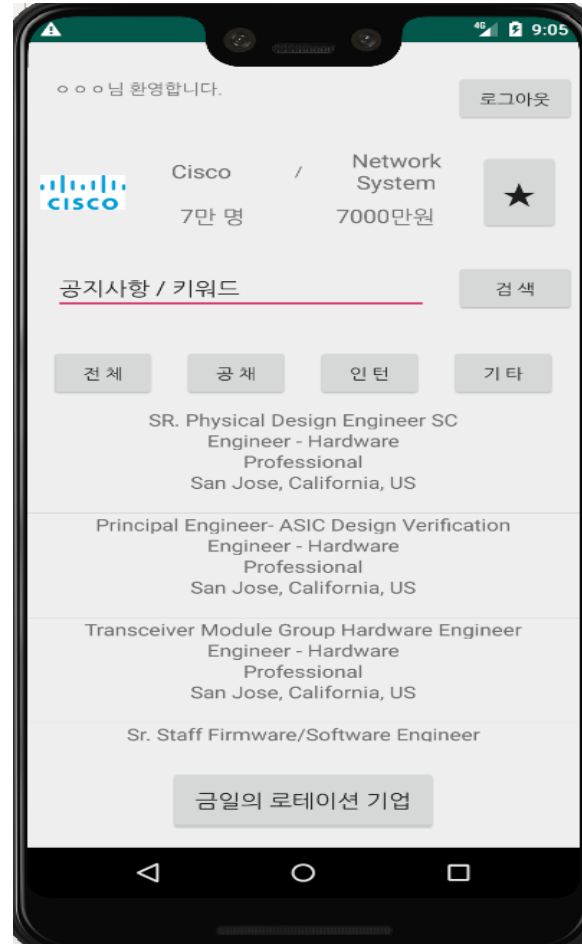 4G 9:05
ㅇㅇㅇ님 환영합니다.
로그아웃
Cisco / Network System
CISCO
7만 명 7000만원
★
공지사항 / 키워드
검 색
전 체 공 채 인 턴 기 타
SR. Physical Design Engineer SC
Engineer - Hardware
Professional
San Jose, California, US
Principal Engineer- ASIC Design Verification
Engineer - Hardware
Professional
San Jose, California, US
Transceiver Module Group Hardware Engineer
Engineer - Hardware
Professional
San Jose, California, US
Sr. Staff Firmware/Software Engineer
금일의 로테이션 기업